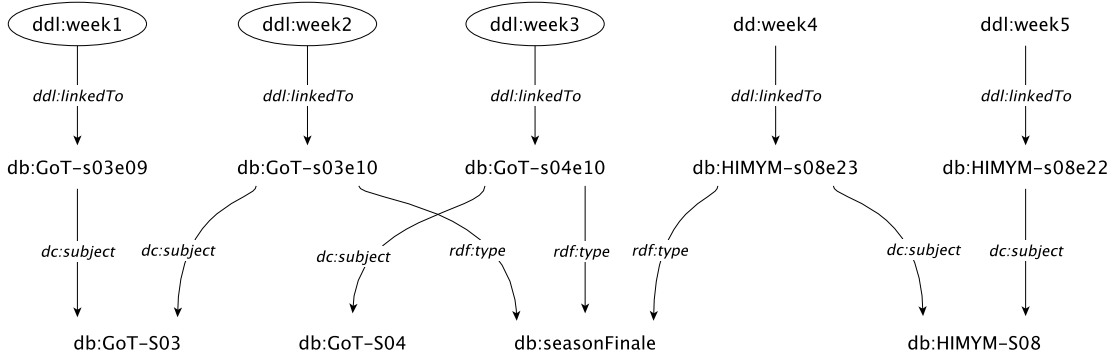 ddl:week1 ddl:week2 ddl:week3 dd:week4 ddl:week5
ddl:linkedTo ddl:linkedTo ddl:linkedTo ddl:linkedTo ddl:linkedTo
db:GoT-s03e09 db:GoT-s03e10 db:GoT-s04e10 db:HIMYM-s08e23 db:HIMYM-s08e22
dc:subject dc:subject dc:subject rdf:type rdf:type rdf:type dc:subject dc:subject
db:GoT-S03 db:GoT-S04 db:seasonFinale db:HIMYM-S08